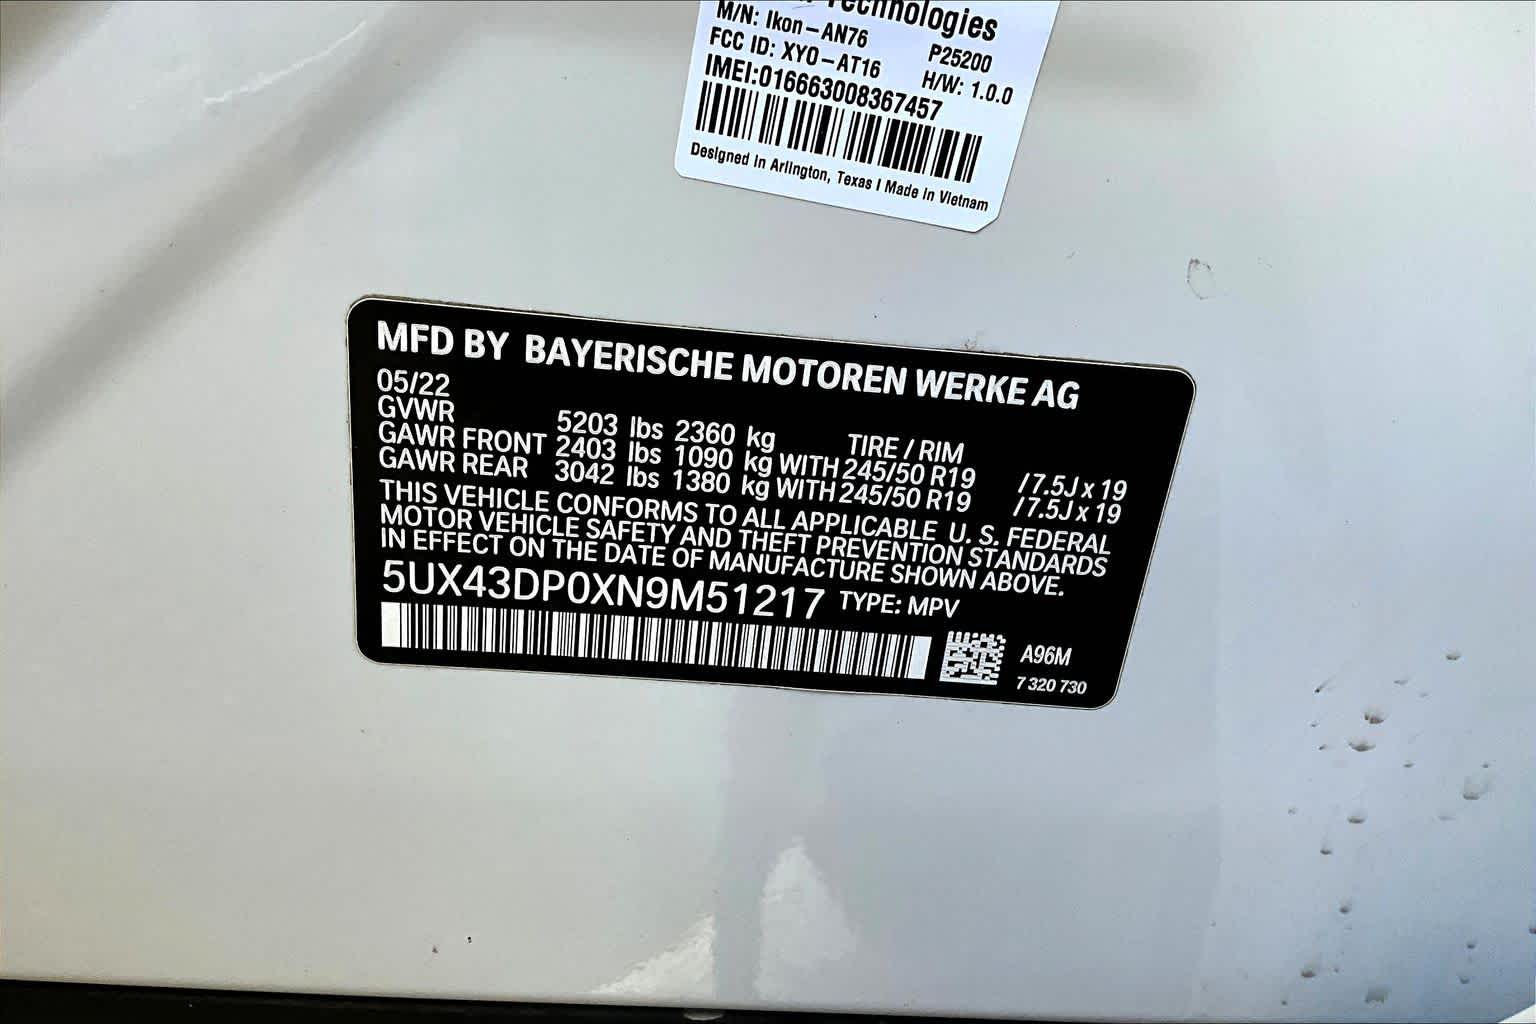 Technologies
M/N: Ikon-AN76 P25200
FCC ID: XYO-AT16 H/W: 1.0.0
IMEI:016663008367457
Designed in Arlington, Texas | Made in Vietnam
MFD BY BAYERISCHE MOTOREN WERKE AG
05/22
GVWR 5203 lbs 2360 kg TIRE / RIM
GAWR FRONT 2403 lbs 1090 kg WITH 245/50 R19 / 7.5J x 19
GAWR REAR 3042 lbs 1380 kg WITH 245/50 R19 / 7.5J x 19
THIS VEHICLE CONFORMS TO ALL APPLICABLE U. S. FEDERAL
MOTOR VEHICLE SAFETY AND THEFT PREVENTION STANDARDS
IN EFFECT ON THE DATE OF MANUFACTURE SHOWN ABOVE.
5UX43DP0XN9M51217 TYPE: MPV
A96M
7 320 730